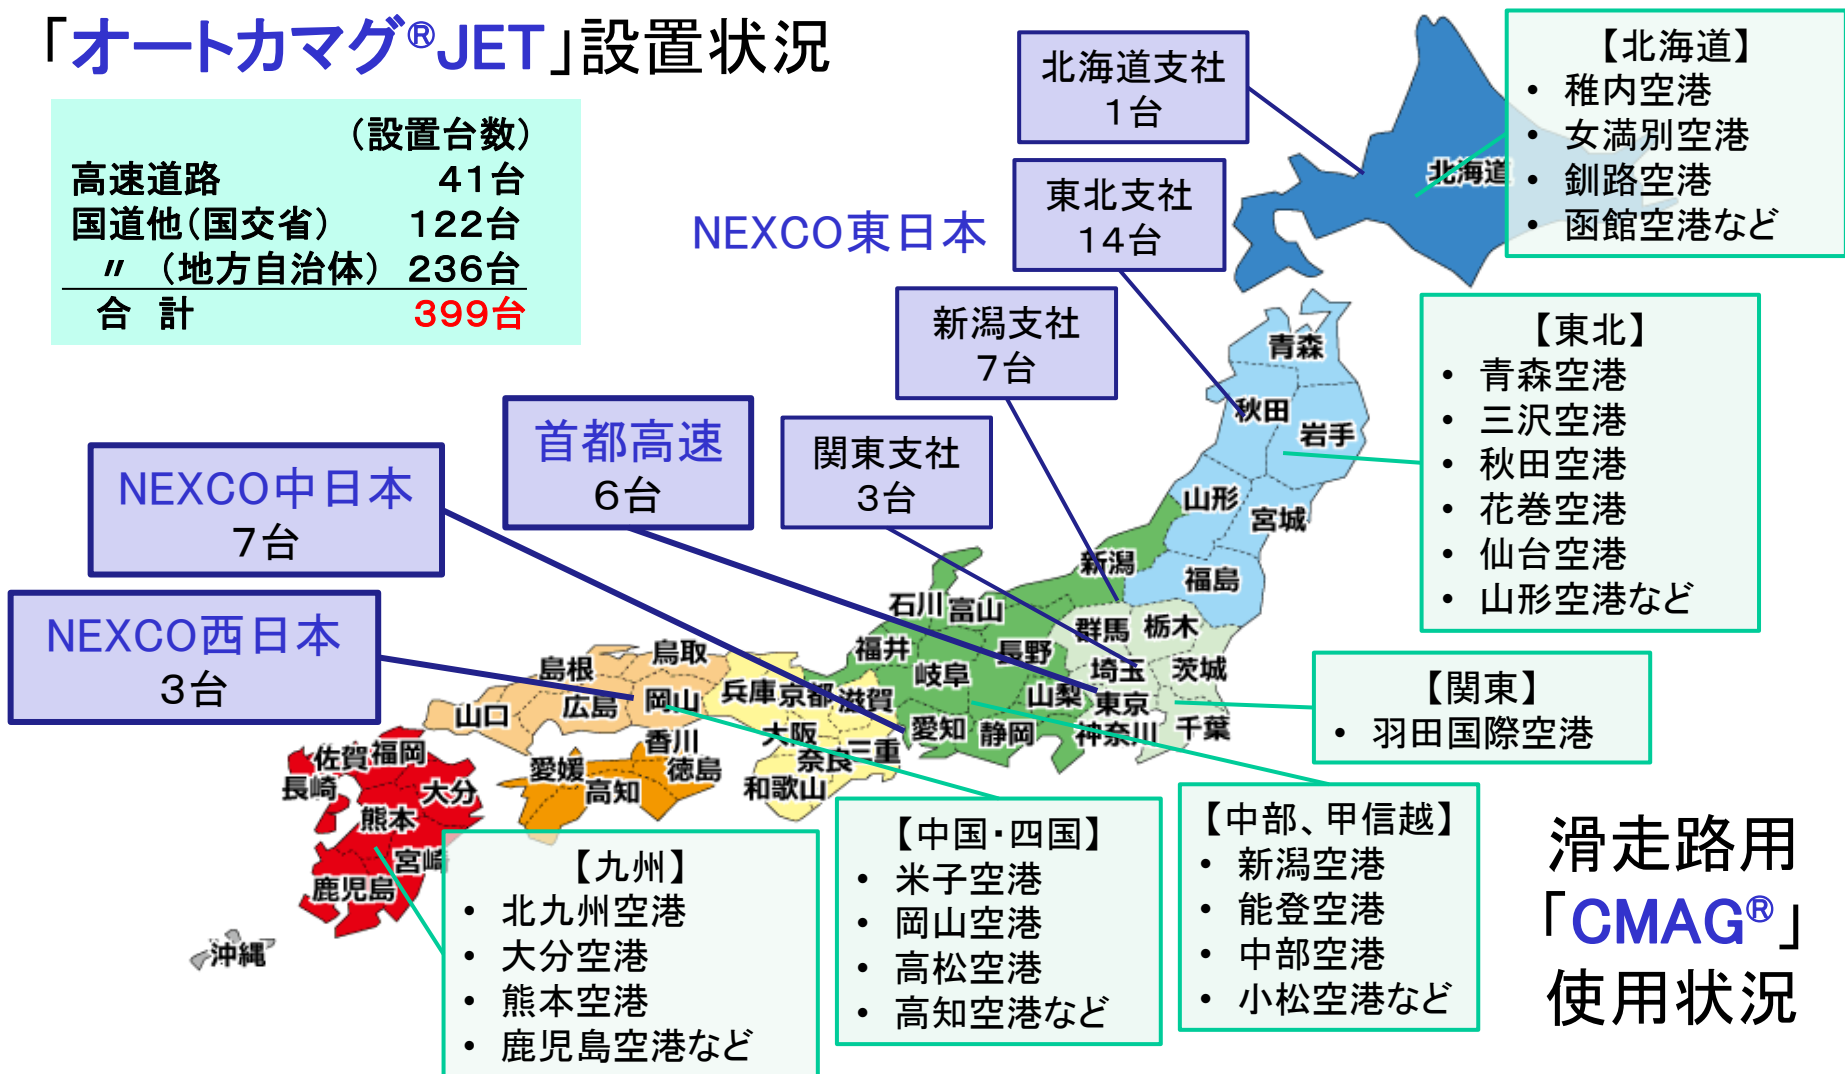 「オートカマグ®JET」設置状況
（設置台数）
高速道路　41台
国道他（国交省）　122台
〃（地方自治体）　236台
合　計　399台
NEXCO東日本
北海道支社
1台
東北支社
14台
新潟支社
7台
関東支社
3台
首都高速
6台
NEXCO中日本
7台
NEXCO西日本
3台
【北海道】
• 稚内空港
• 女満別空港
• 釧路空港
• 函館空港など
【東北】
• 青森空港
• 三沢空港
• 秋田空港
• 花巻空港
• 仙台空港
• 山形空港など
【関東】
• 羽田国際空港
【中部、甲信越】
• 新潟空港
• 能登空港
• 中部空港
• 小松空港など
【中国・四国】
• 米子空港
• 岡山空港
• 高松空港
• 高知空港など
【九州】
• 北九州空港
• 大分空港
• 熊本空港
• 鹿児島空港など
滑走路用
「CMAG®」
使用状況
北海道
青森
秋田
岩手
山形
宮城
福島
新潟
石川
富山
福井
岐阜
長野
山梨
愛知
静岡
群馬
栃木
埼玉
茨城
東京
神奈川
千葉
兵庫
京都
滋賀
大阪
奈良
三重
和歌山
鳥取
島根
岡山
広島
山口
香川
愛媛
徳島
高知
福岡
佐賀
長崎
大分
熊本
宮崎
鹿児島
沖縄